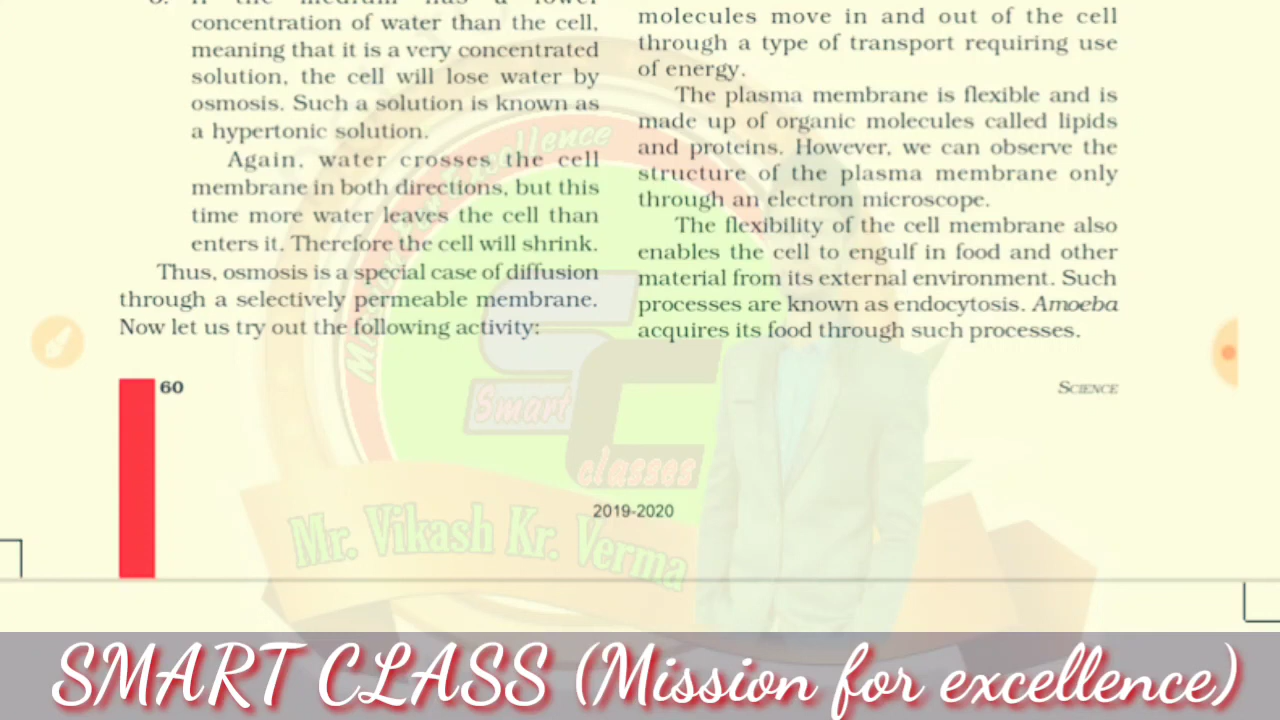 concentration of water than the cell,
meaning that it is a very concentrated
solution, the cell will lose water by
osmosis. Such a solution is known as
a hypertonic solution.
Again, water crosses the cell
membrane in both directions, but this
time more water leaves the cell than
enters it. Therefore the cell will shrink.
Thus, osmosis is a special case of diffusion
through a selectively permeable membrane.
Now let us try out the following activity:
molecules move in and out of the cell
through a type of transport requiring use
of energy.
The plasma membrane is flexible and is
made up of organic molecules called lipids
and proteins. However, we can observe the
structure of the plasma membrane only
through an electron microscope.
The flexibility of the cell membrane also
enables the cell to engulf in food and other
material from its external environment. Such
processes are known as endocytosis. Amoeba
acquires its food through such processes.
60
SCIENCE
2019-2020
Mission For Excellence
SC
Smart
classes
Mr. Vikash Kr. Verma
SMART CLASS (Mission for excellence)